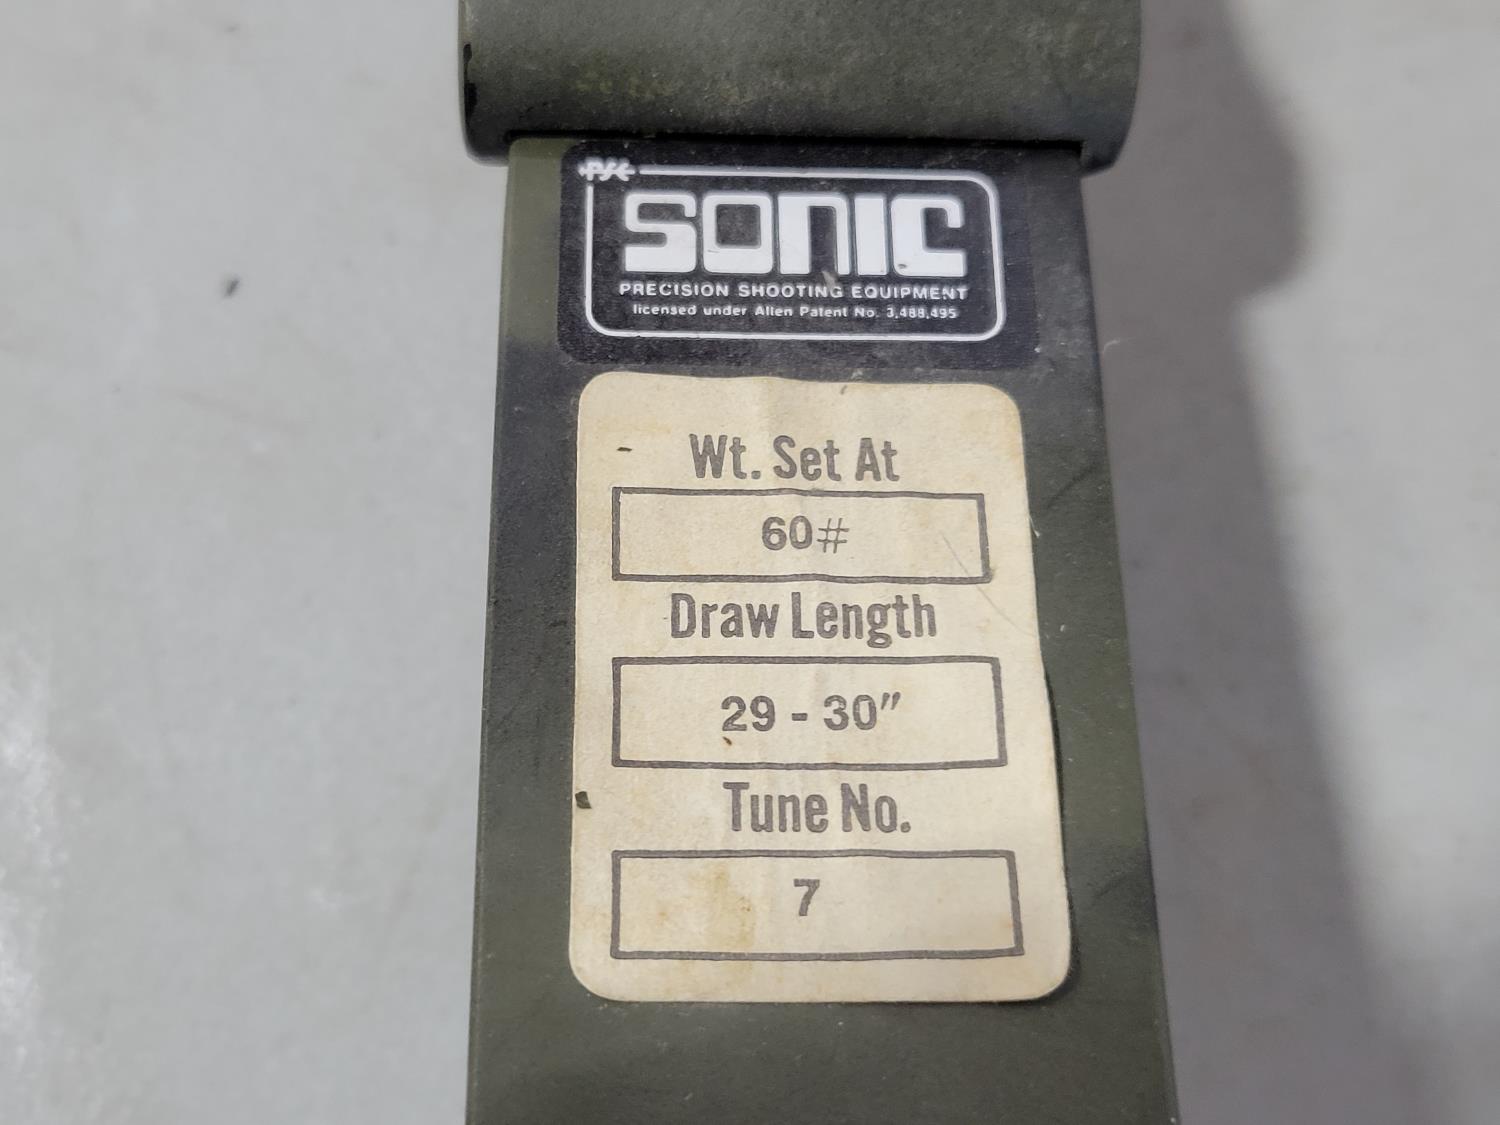 PSE
SONIC
PRECISION SHOOTING EQUIPMENT
licensed under Allen Patent No. 3,488,495
Wt. Set At
60#
Draw Length
29 - 30"
Tune No.
7